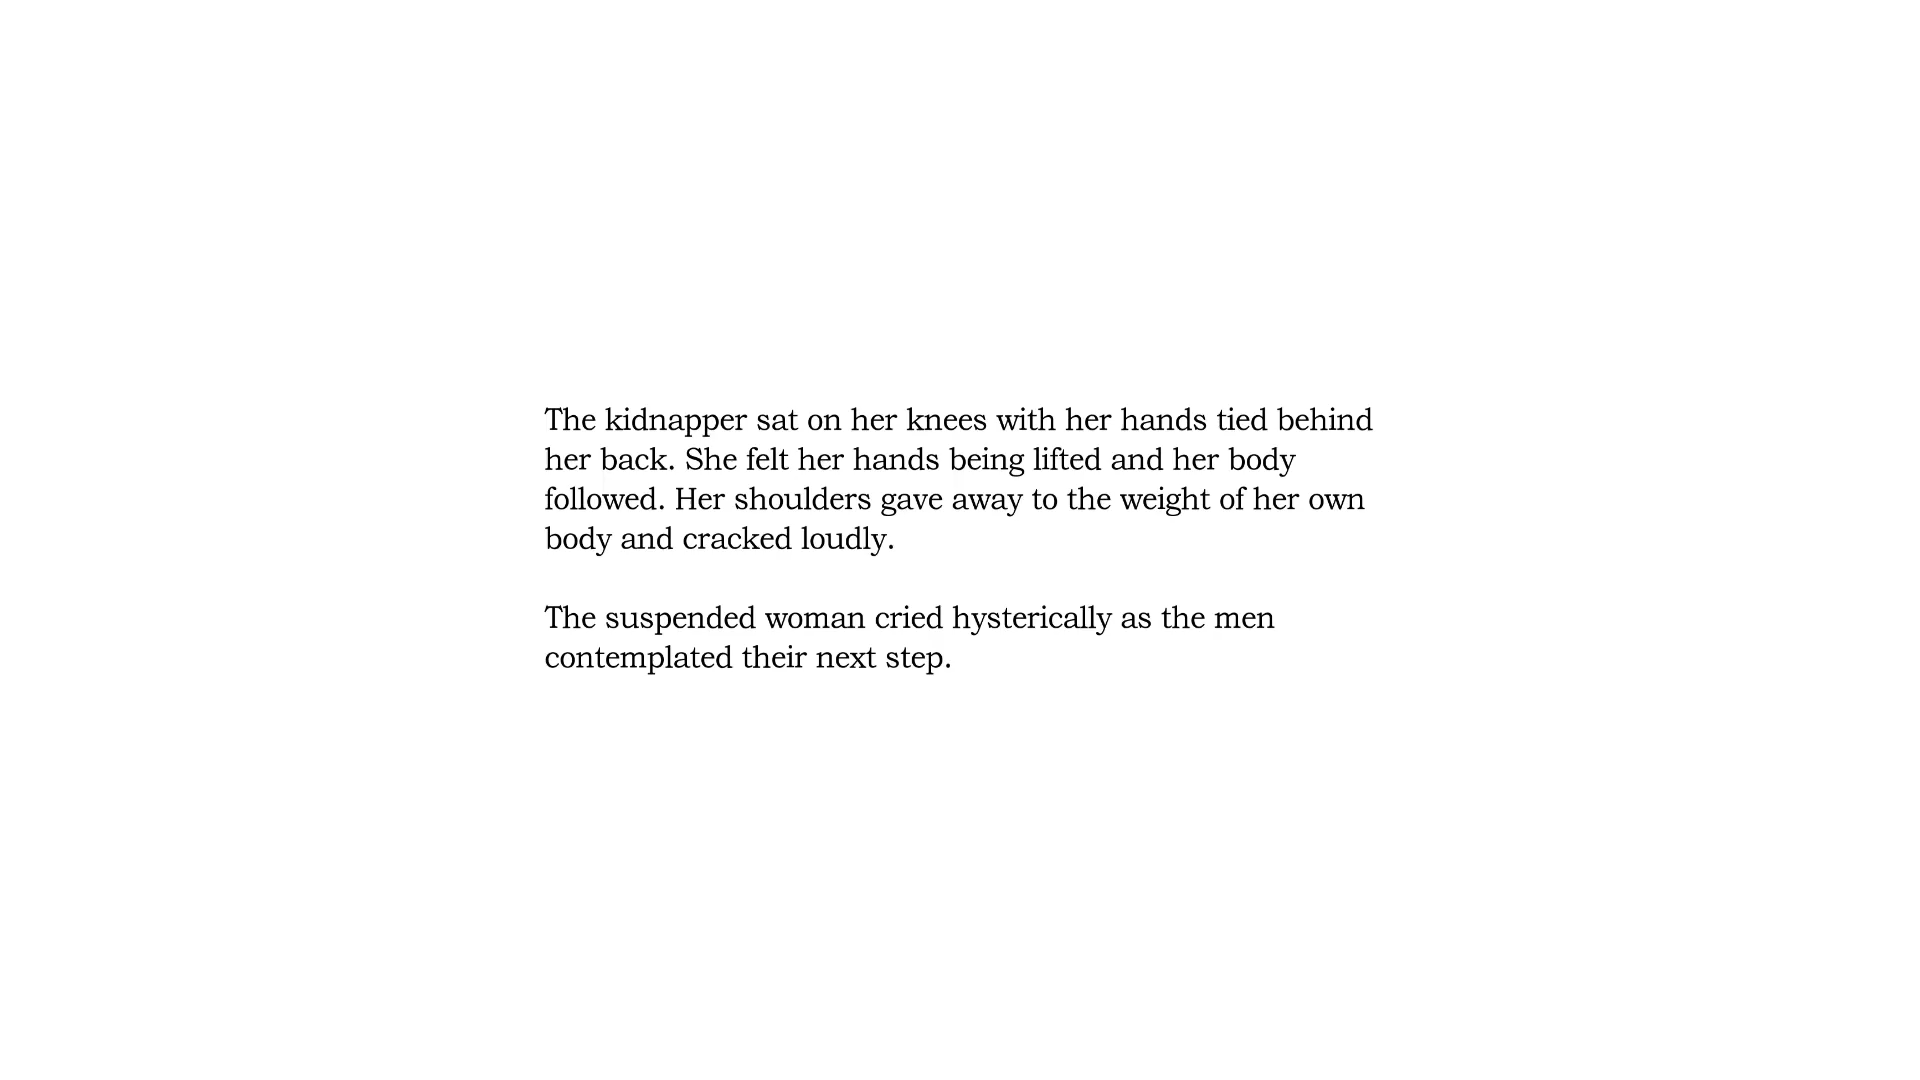 The kidnapper sat on her knees with her hands tied behind
her back. She felt her hands being lifted and her body
followed. Her shoulders gave away to the weight of her own
body and cracked loudly.
The suspended woman cried hysterically as the men
contemplated their next step.